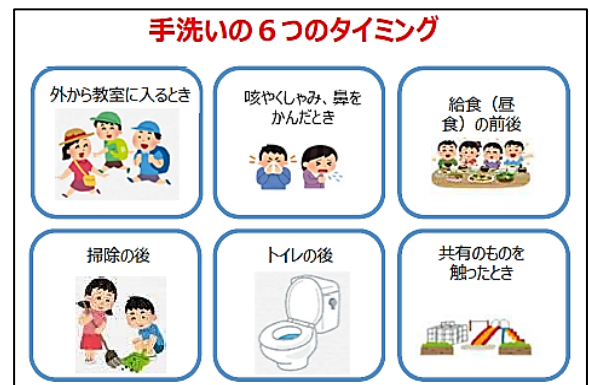 手洗いの６つのタイミング
外から教室に入るとき
咳やくしゃみ、鼻を
かんだとき
給食（昼
食）の前後
掃除の後
トイレの後
共有のものを
触ったとき